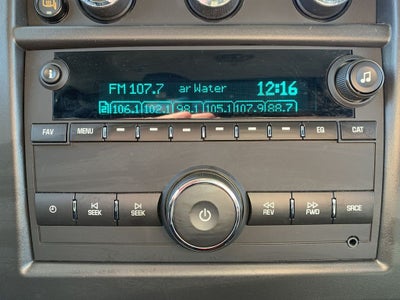 FM 107.7 ar Water 12:16
2 106.1 102.1 98.1 105.1 107.9 88.7
FAV MENU EQ CAT
SEEK SEEK REV FWD SRCE